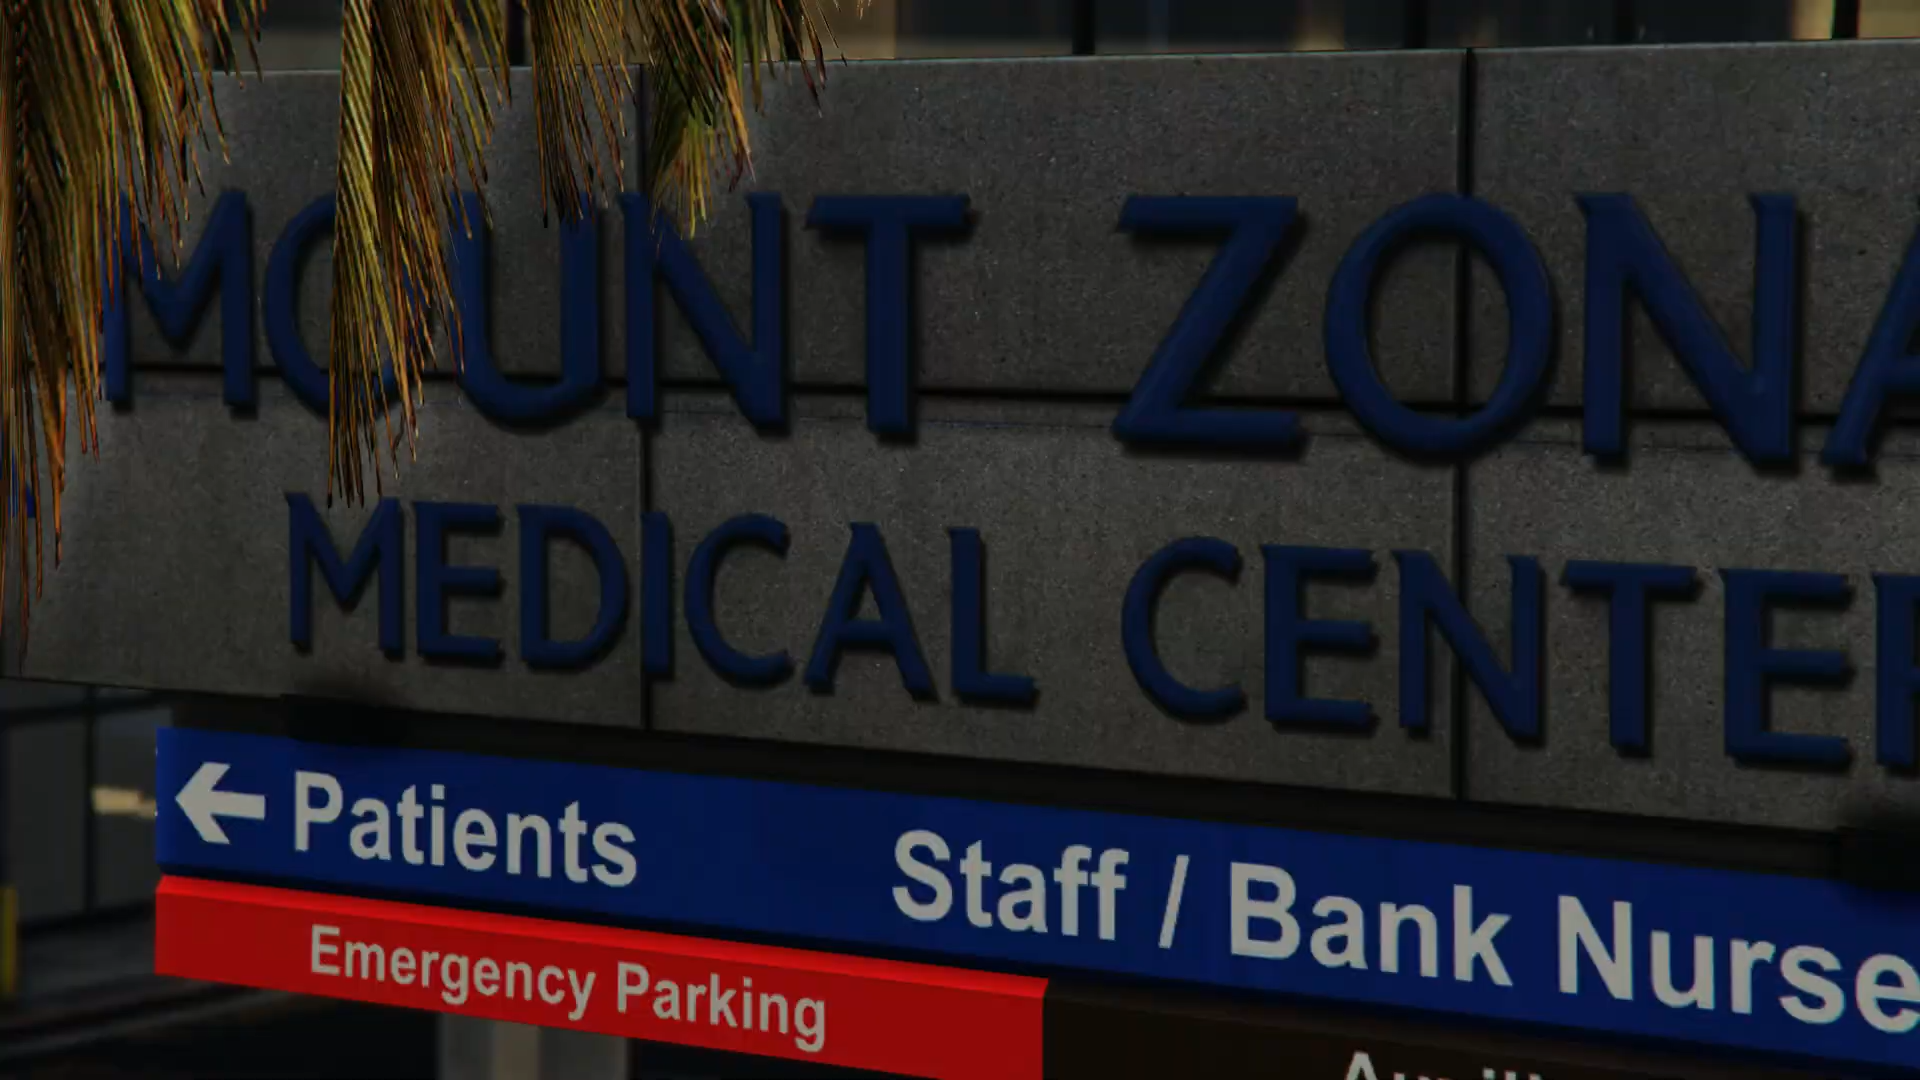 MOUNT ZONA
MEDICAL CENTER
Patients
Staff / Bank Nurse
Emergency Parking